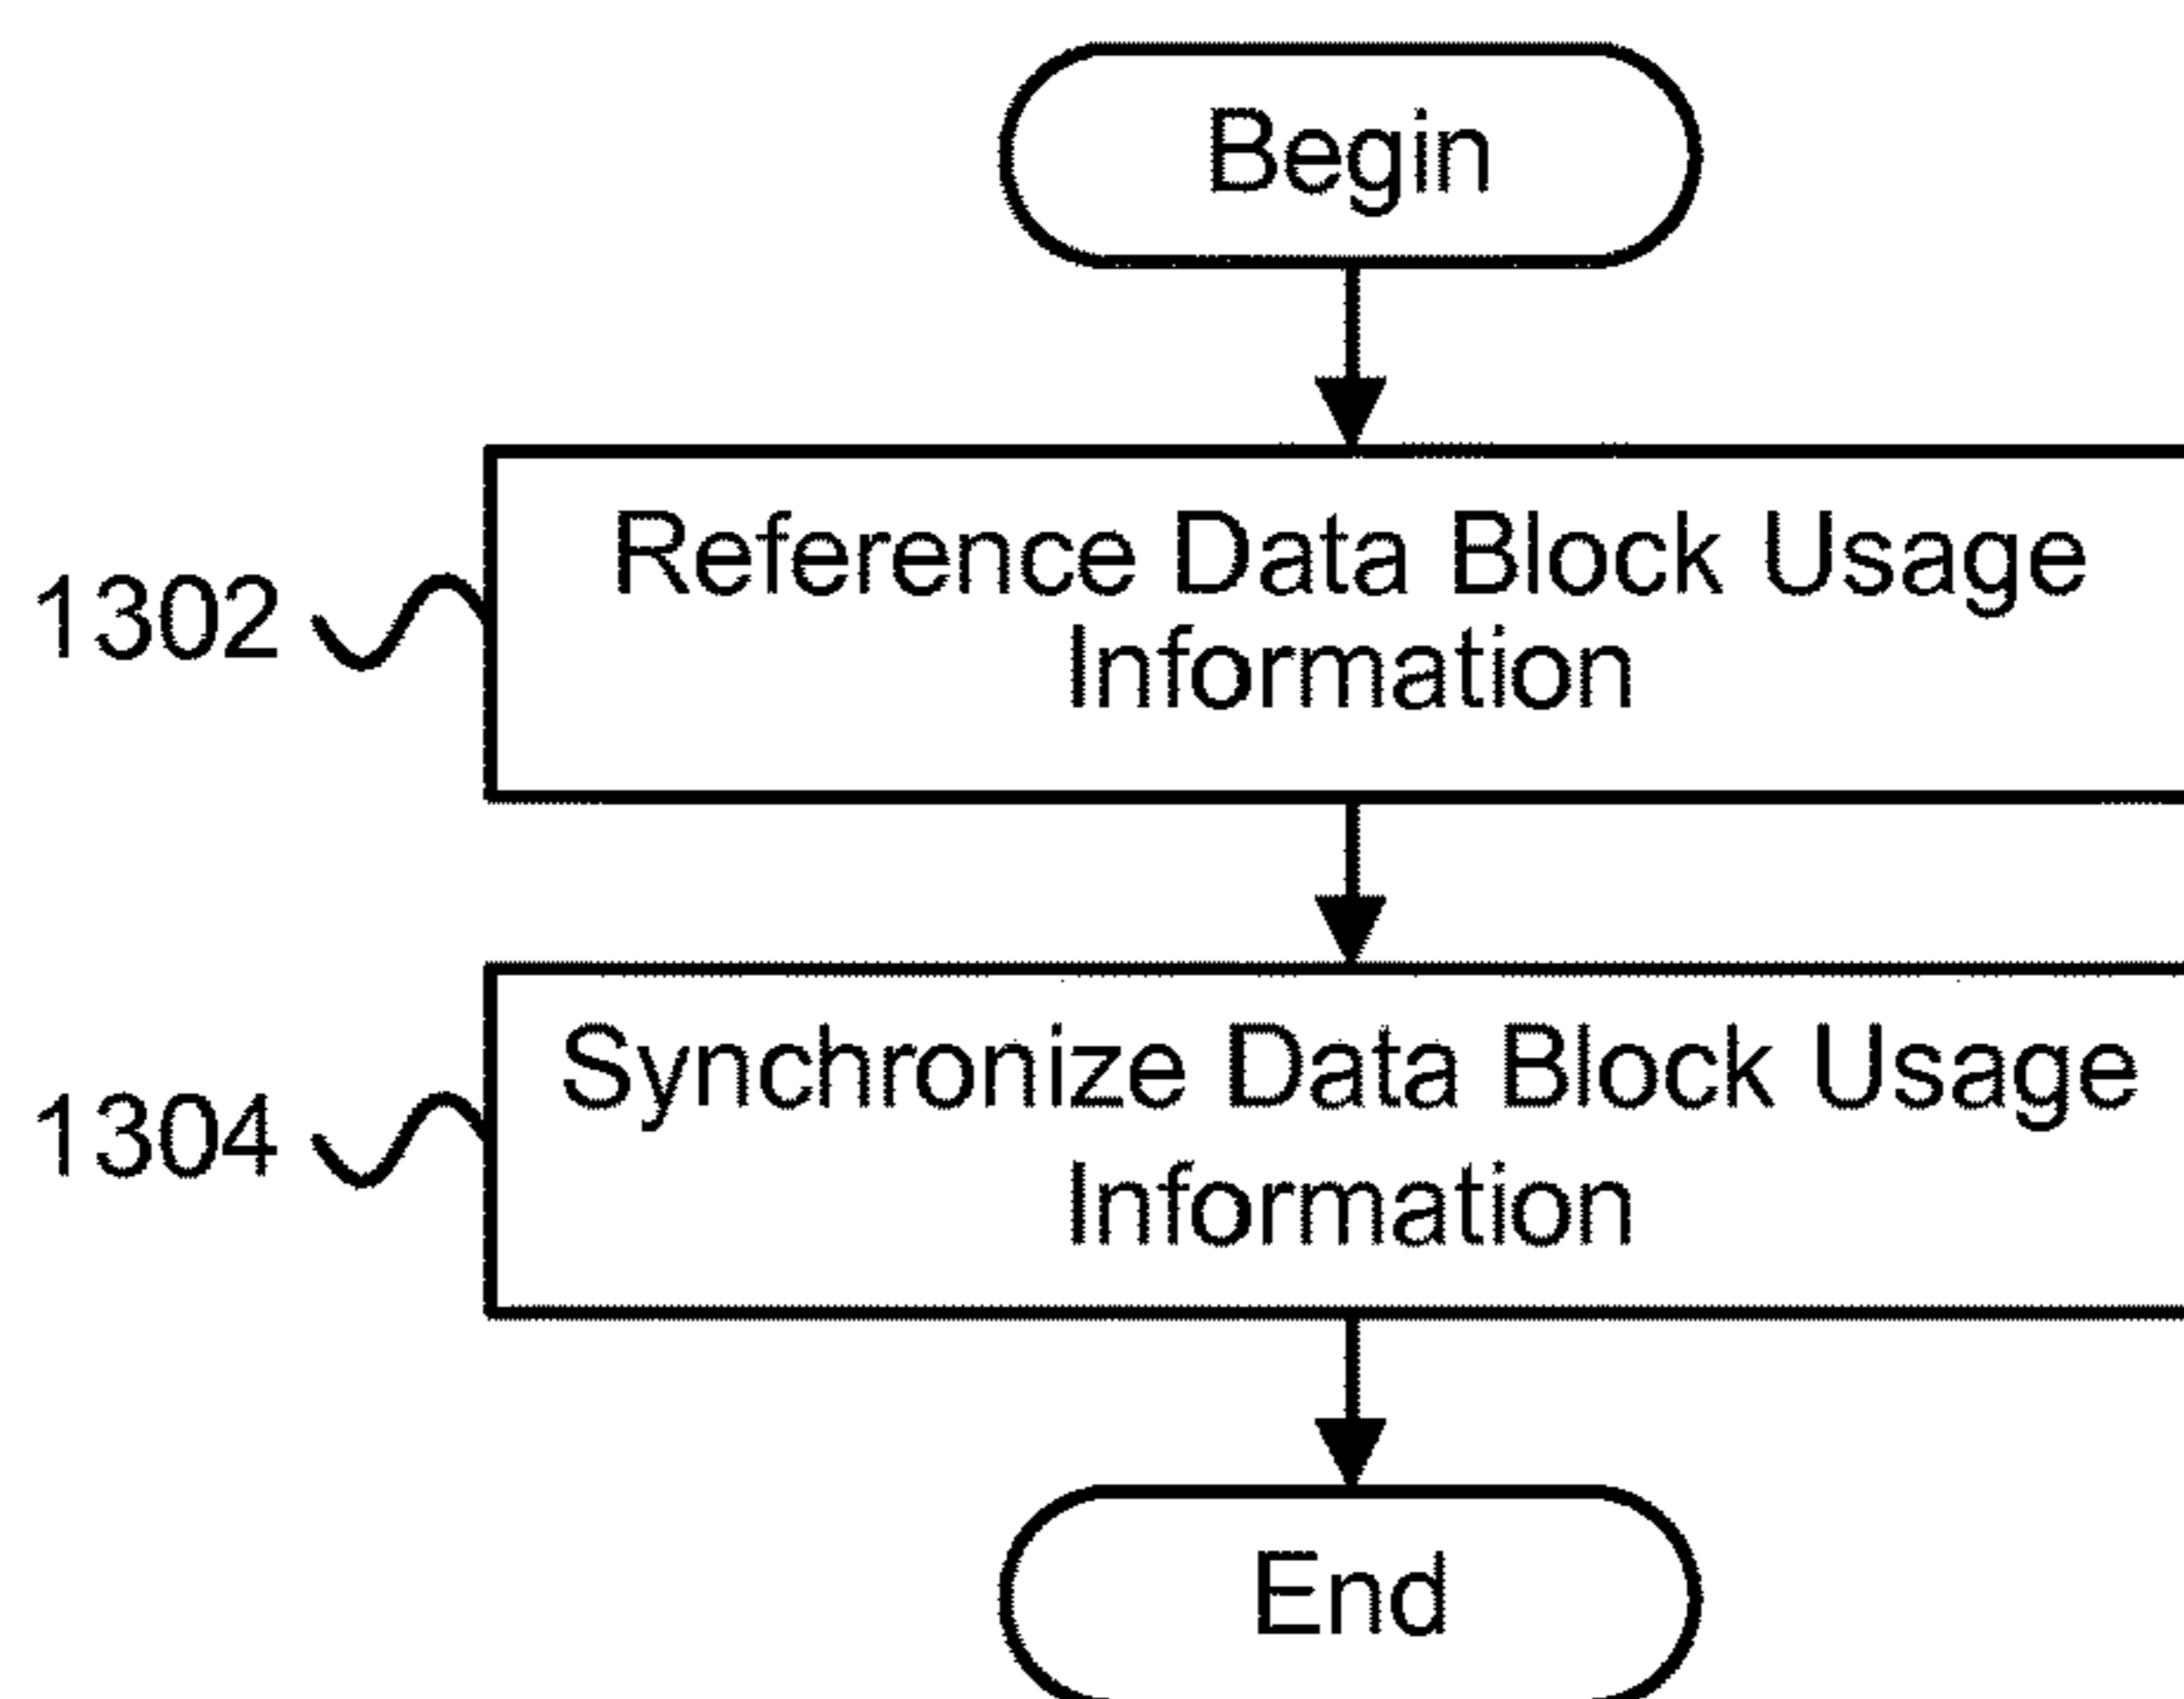 Begin
1302
Reference Data Block Usage
Information
1304
Synchronize Data Block Usage
Information
End